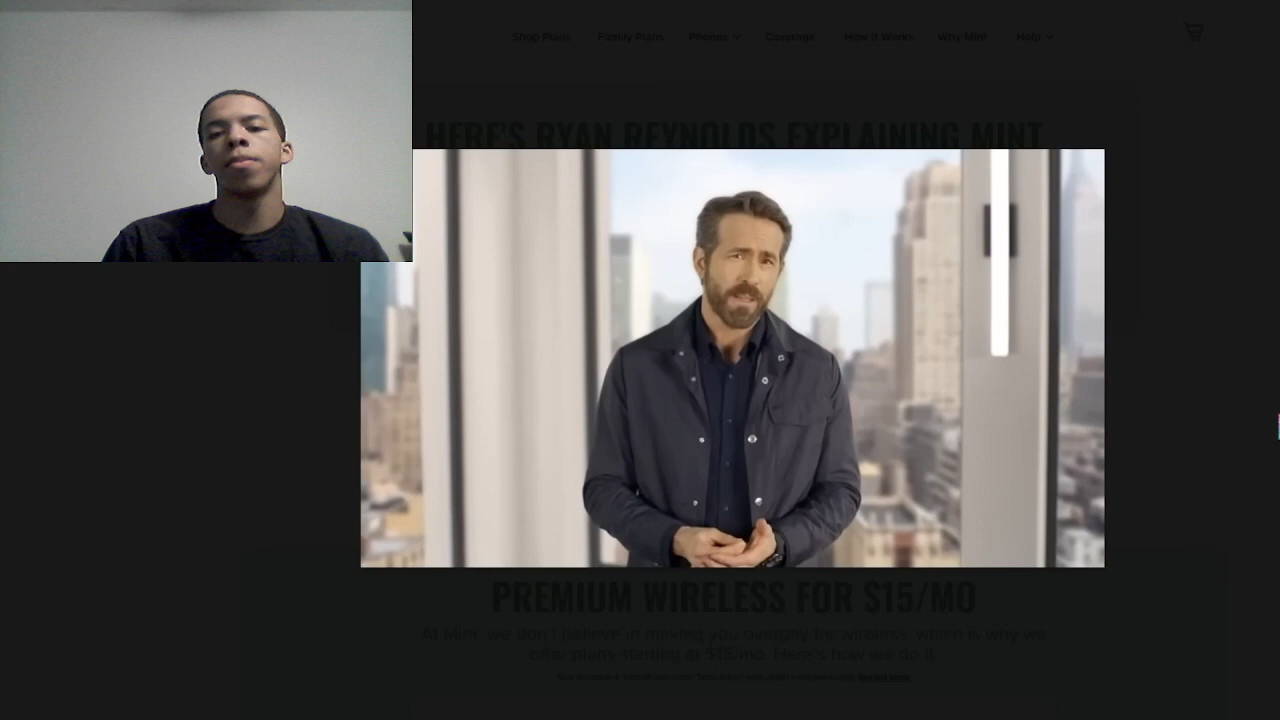 Shop Plans Family Plans Phones Coverage How it Works Why Mint Help
HERE'S RYAN REYNOLDS EXPLAINING MINT
PREMIUM WIRELESS FOR $15/MO
At Mint, we don't believe in making you overpay for wireless, which is why we
offer plans starting at $15/mo. Here's how we do it.